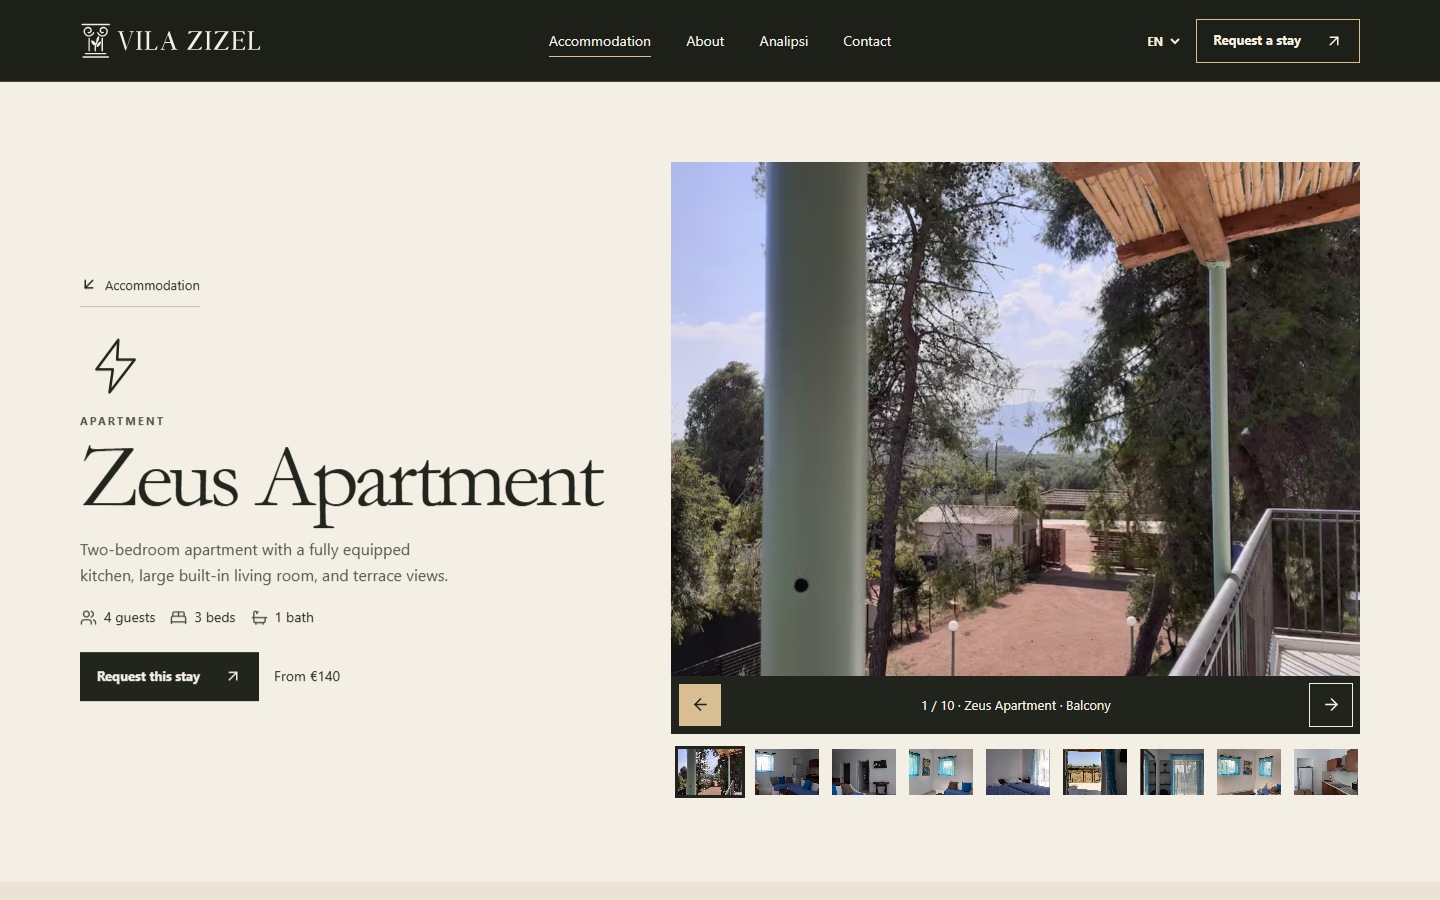 VILA ZIZEL
Accommodation
About
Analipsi
Contact
EN
Request a stay
Accommodation
APARTMENT
Zeus Apartment
Two-bedroom apartment with a fully equipped
kitchen, large built-in living room, and terrace views.
4 guests
3 beds
1 bath
Request this stay
From €140
1 / 10 · Zeus Apartment · Balcony